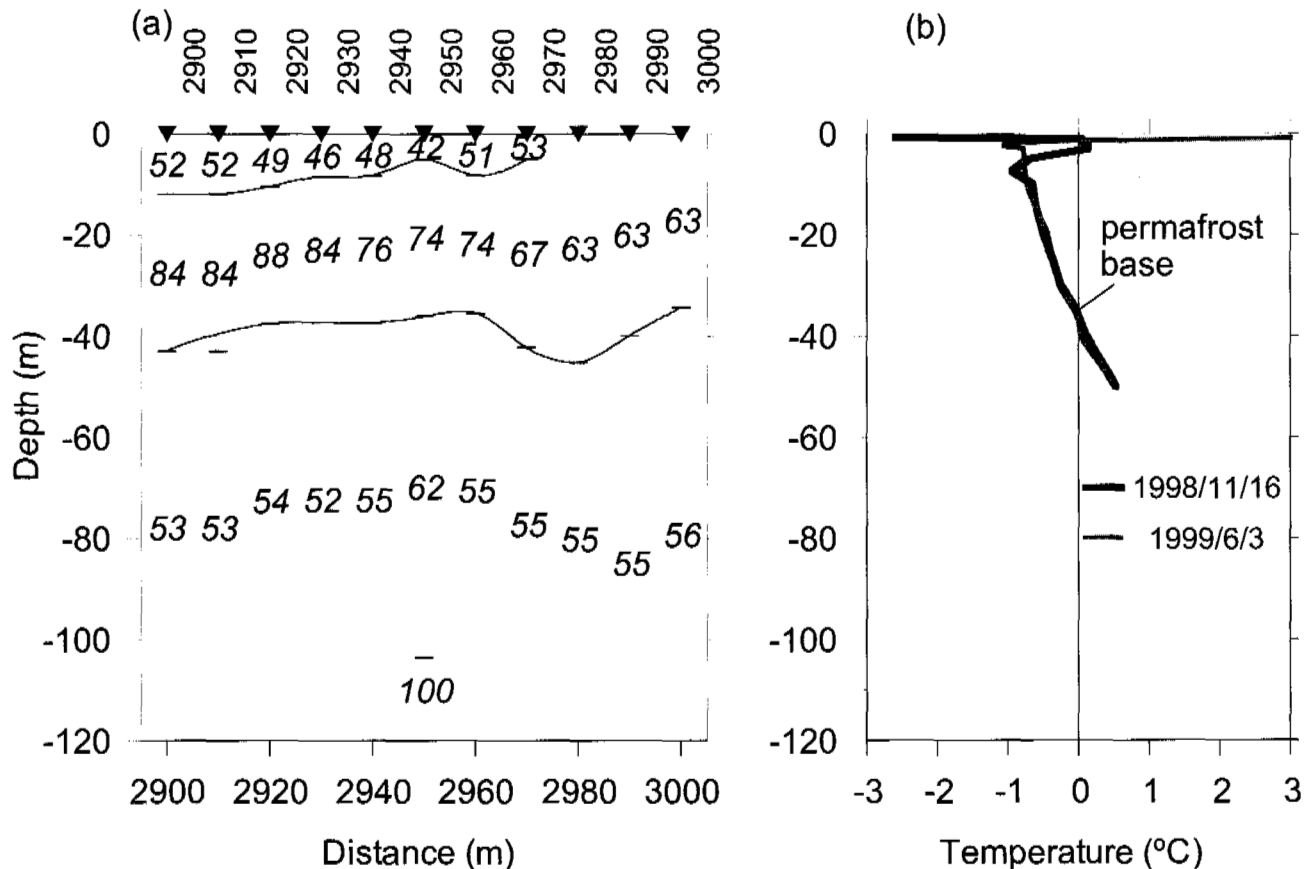 (a)
2900 2910 2920 2930 2940 2950 2960 2970 2980 2990 3000
0
52 52 49 46 48 42 51 53
-20
84 84 88 84 76 74 74 67 63 63 63
-40
Depth (m)
-60
53 53 54 52 55 62 55 55 55 55 56
-80
-100
100
-120
2900 2920 2940 2960 2980 3000
Distance (m)
(b)
0
-20
permafrost
base
-40
-60
1998/11/16
-80
1999/6/3
-100
-120
-3 -2 -1 0 1 2 3
Temperature (ºC)